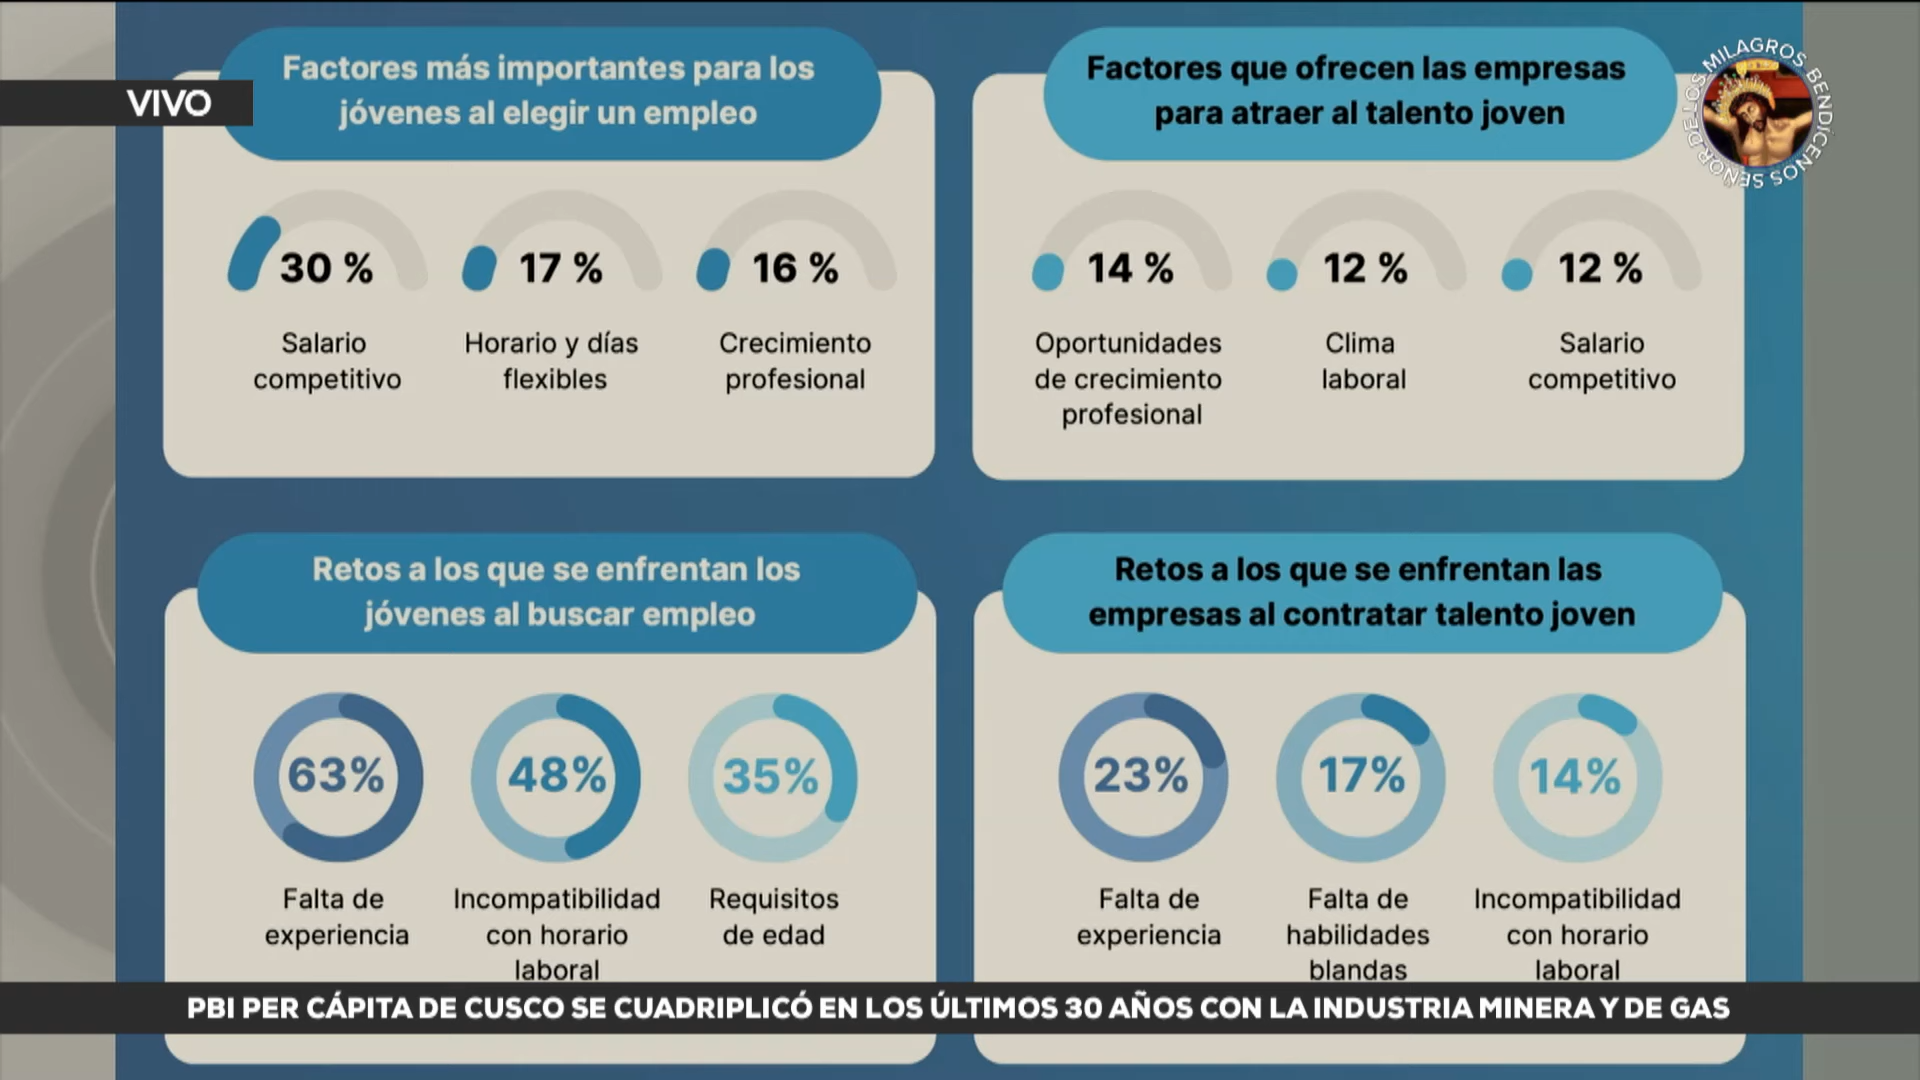 Factores más importantes para los
jóvenes al elegir un empleo
VIVO
30 %
17 %
16 %
Salario
competitivo
Horario y días
flexibles
Crecimiento
profesional
Factores que ofrecen las empresas
para atraer al talento joven
SEÑOR DE LOS MILAGROS BENDÍCENOS
14 %
12 %
12 %
Oportunidades
de crecimiento
profesional
Clima
laboral
Salario
competitivo
Retos a los que se enfrentan los
jóvenes al buscar empleo
63%
48%
35%
Falta de
experiencia
Incompatibilidad
con horario
laboral
Requisitos
de edad
Retos a los que se enfrentan las
empresas al contratar talento joven
23%
17%
14%
Falta de
experiencia
Falta de
habilidades
blandas
Incompatibilidad
con horario
laboral
PBI PER CÁPITA DE CUSCO SE CUADRIPLICÓ EN LOS ÚLTIMOS 30 AÑOS CON LA INDUSTRIA MINERA Y DE GAS